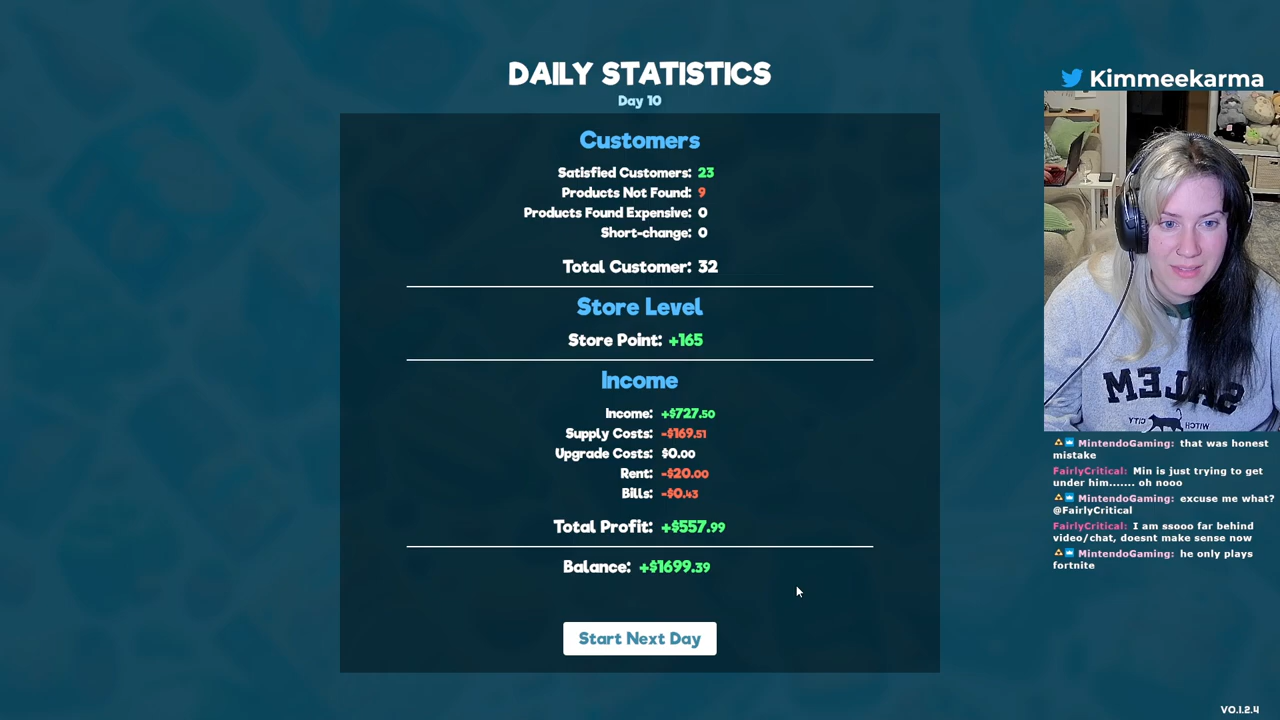 DAILY STATISTICS
Day 10
Customers
Satisfied Customers: 23
Products Not Found: 9
Products Found Expensive: 0
Short-change: 0
Total Customer: 32
Store Level
Store Point: +165
Income
Income: +$727.50
Supply Costs: -$169.51
Upgrade Costs: $0.00
Rent: -$20.00
Bills: -$0.43
Total Profit: +$557.99
Balance: +$1699.39
Start Next Day
Kimmeekarma
SALEM
WITCH CITY
MintendoGaming: that was honest
mistake
FairlyCritical: Min is just trying to get
under him....... oh nooo
MintendoGaming: excuse me what?
@FairlyCritical
FairlyCritical: I am ssooo far behind
video/chat, doesnt make sense now
MintendoGaming: he only plays
fortnite
V0.1.2.4